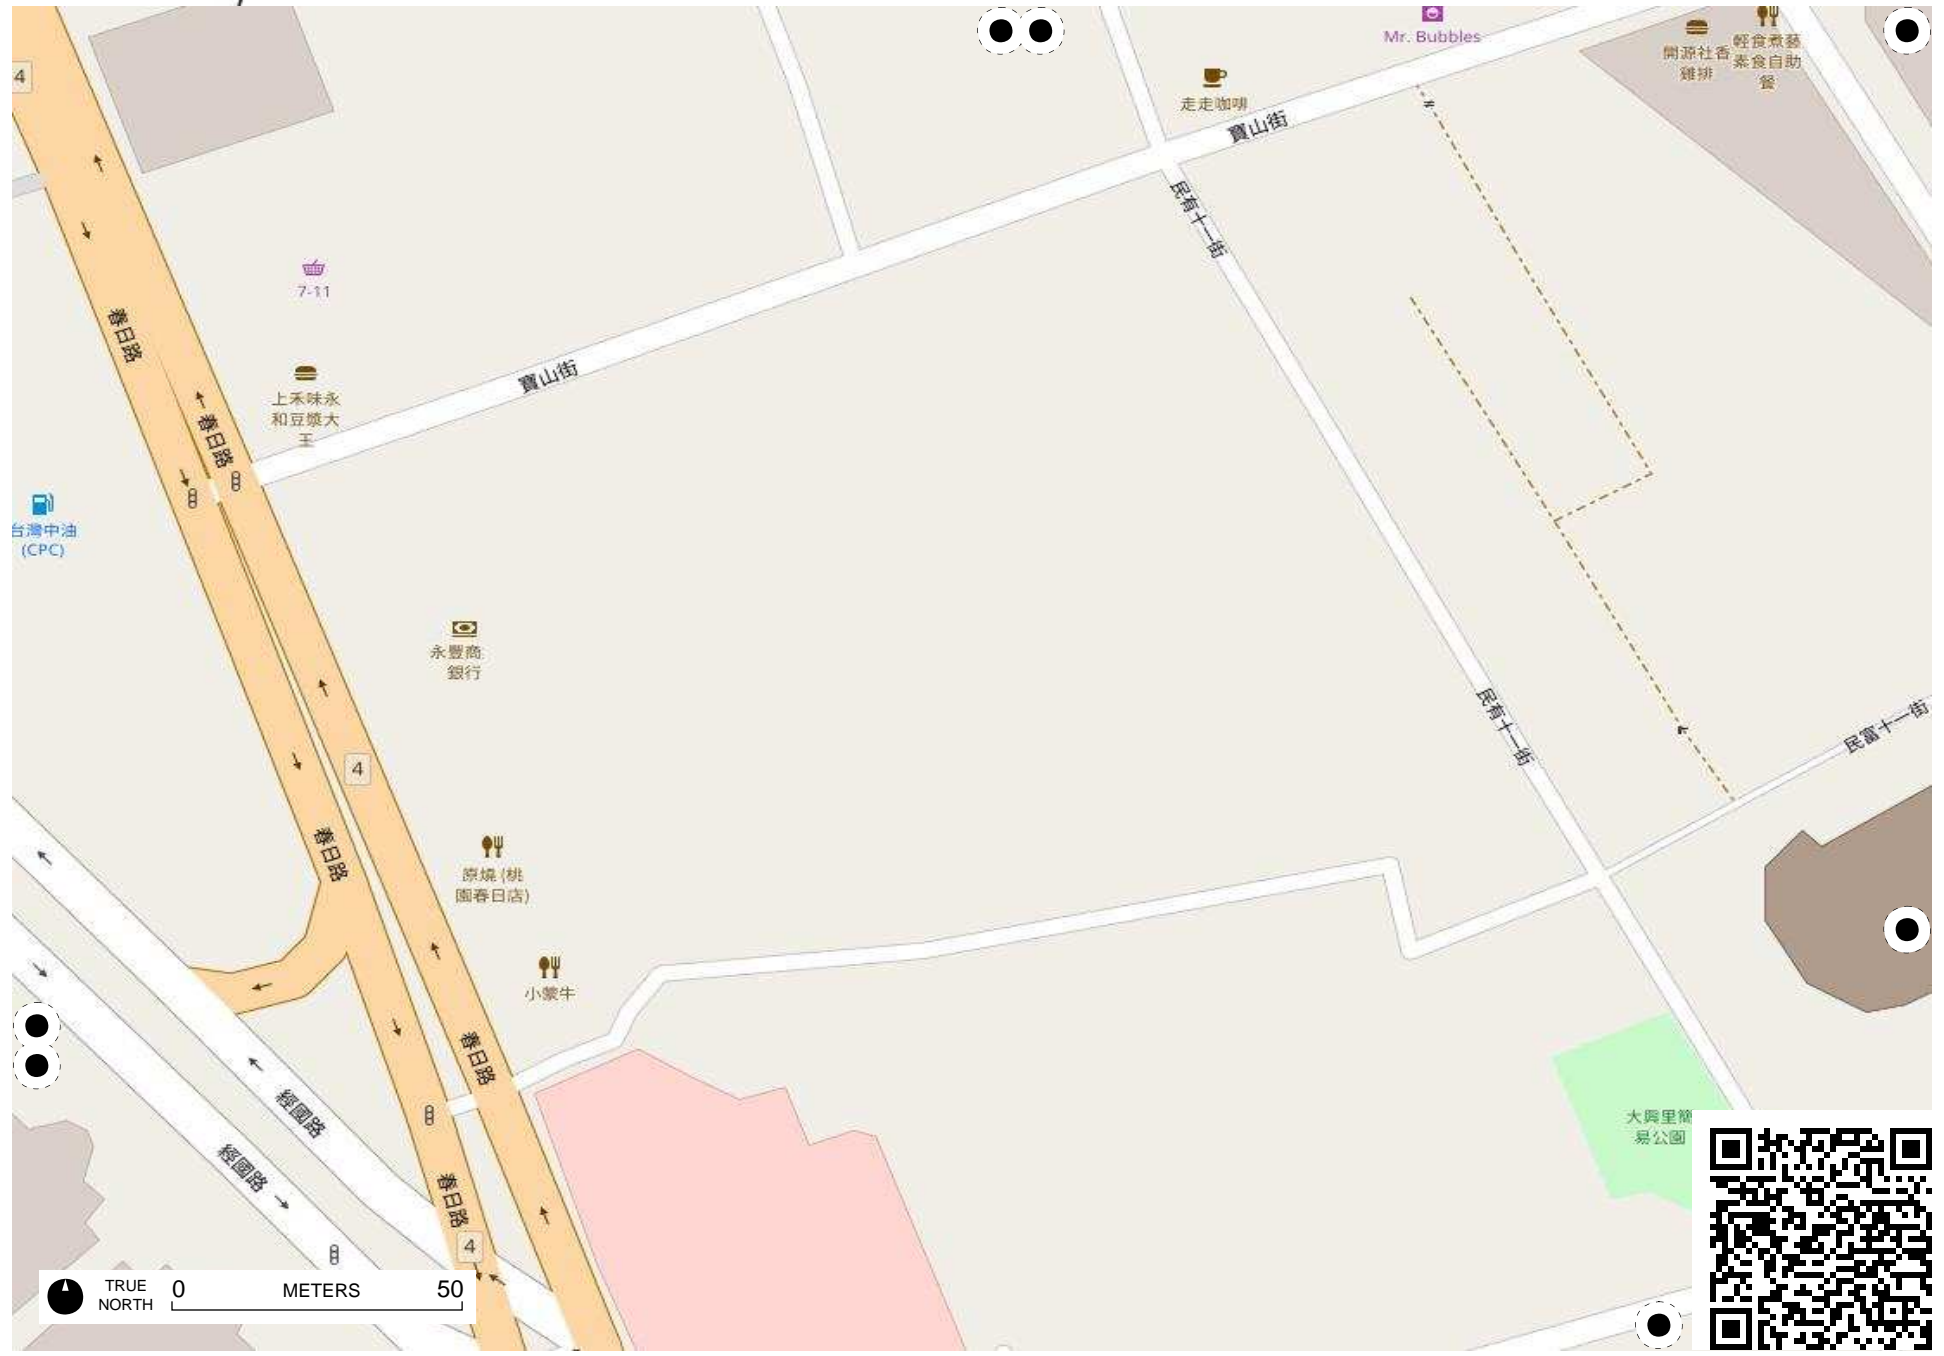 Mr. Bubbles
開源社香
雞排
輕食煮藝
素食自助
餐
4
走走咖啡
寶山街
民有十一街
7-11
春日路
寶山街
上禾味永
和豆漿大
王
春日路
台灣中油
(CPC)
永豐商
銀行
民有十一街
民富十一街
4
春日路
原燒 (桃
園春日店)
小蒙牛
春日路
經國路
經國路
大興里簡
易公園
春日路
4
TRUE
NORTH
0 METERS 50